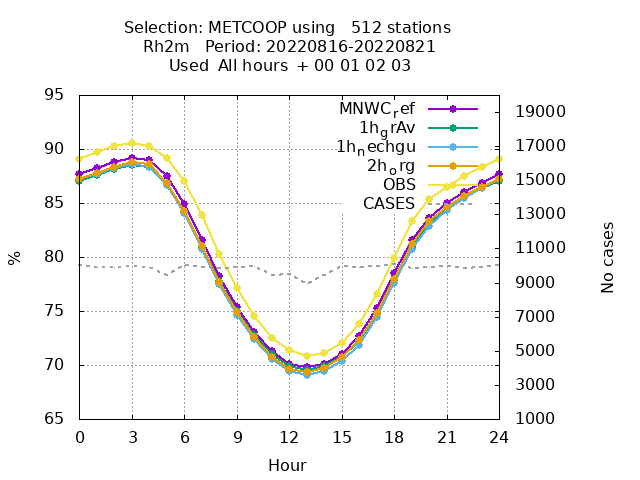 Selection: METCOOP using 512 stations
Rh2m Period: 20220816-20220821
Used All hours + 00 01 02 03
MNWC_ref
1h_grAv
1h_nechgu
2h_org
OBS
CASES
95
90
85
80
75
70
65
%
19000
17000
15000
13000
11000
9000
7000
5000
3000
1000
No cases
0 3 6 9 12 15 18 21 24
Hour